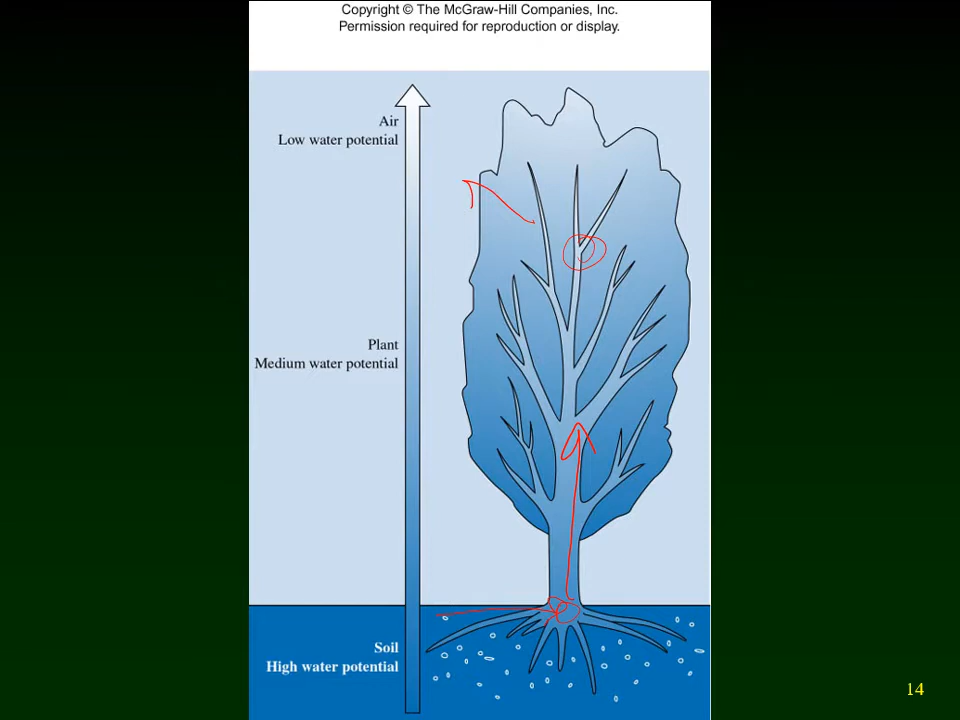 Copyright © The McGraw-Hill Companies, Inc.
Permission required for reproduction or display.
Air
Low water potential
Plant
Medium water potential
Soil
High water potential
14